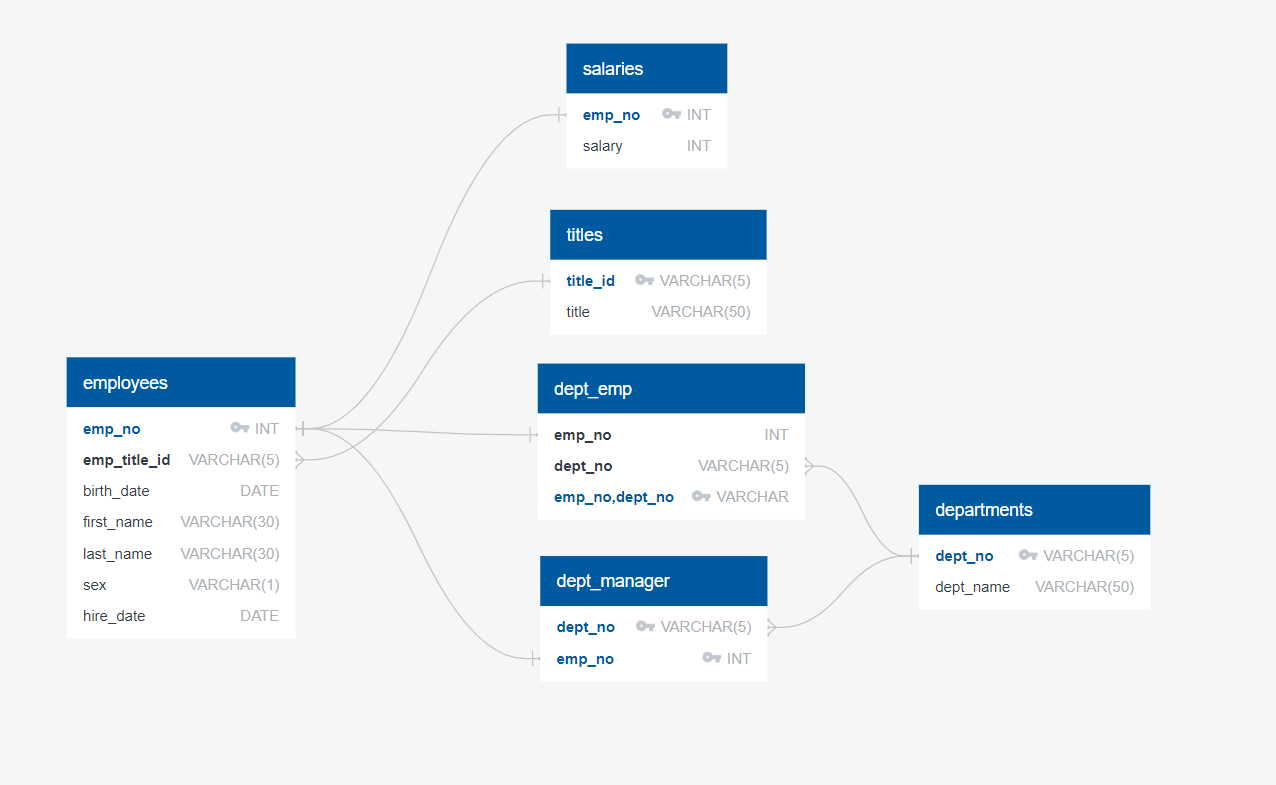 salaries
emp_no INT
salary INT
titles
title_id VARCHAR(5)
title VARCHAR(50)
employees
emp_no INT
emp_title_id VARCHAR(5)
birth_date DATE
first_name VARCHAR(30)
last_name VARCHAR(30)
sex VARCHAR(1)
hire_date DATE
dept_emp
emp_no INT
dept_no VARCHAR(5)
emp_no,dept_no VARCHAR
dept_manager
dept_no VARCHAR(5)
emp_no INT
departments
dept_no VARCHAR(5)
dept_name VARCHAR(50)